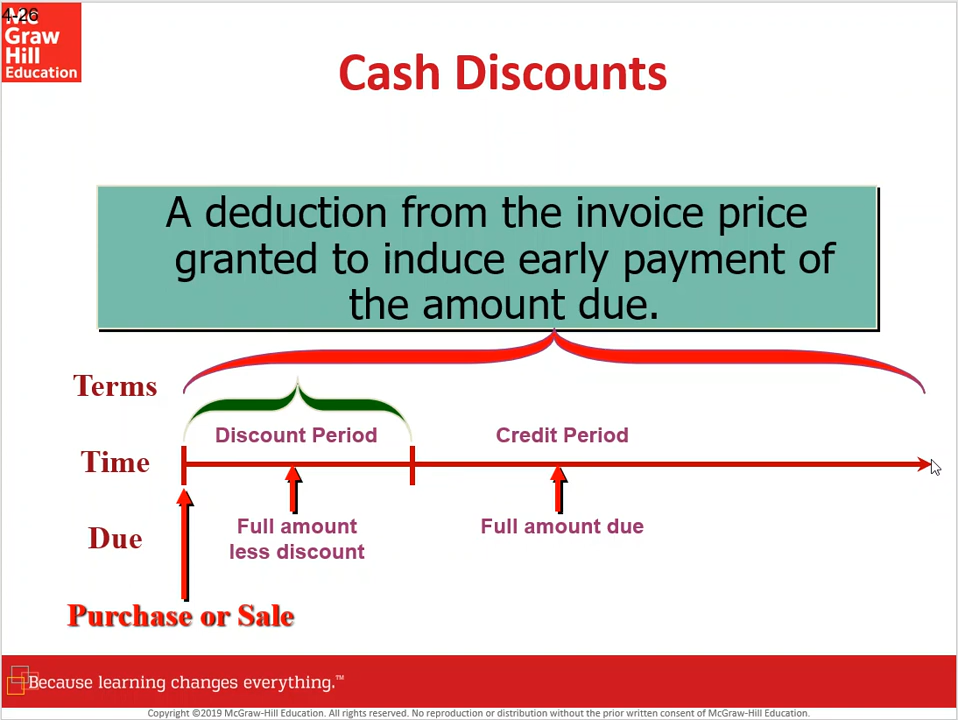 4-26
Mc
Graw
Hill
Education
Cash Discounts
A deduction from the invoice price
granted to induce early payment of
the amount due.
Terms
Discount Period
Credit Period
Time
Due
Full amount
less discount
Full amount due
Purchase or Sale
Because learning changes everything.™
Copyright ©2019 McGraw-Hill Education. All rights reserved. No reproduction or distribution without the prior written consent of McGraw-Hill Education.